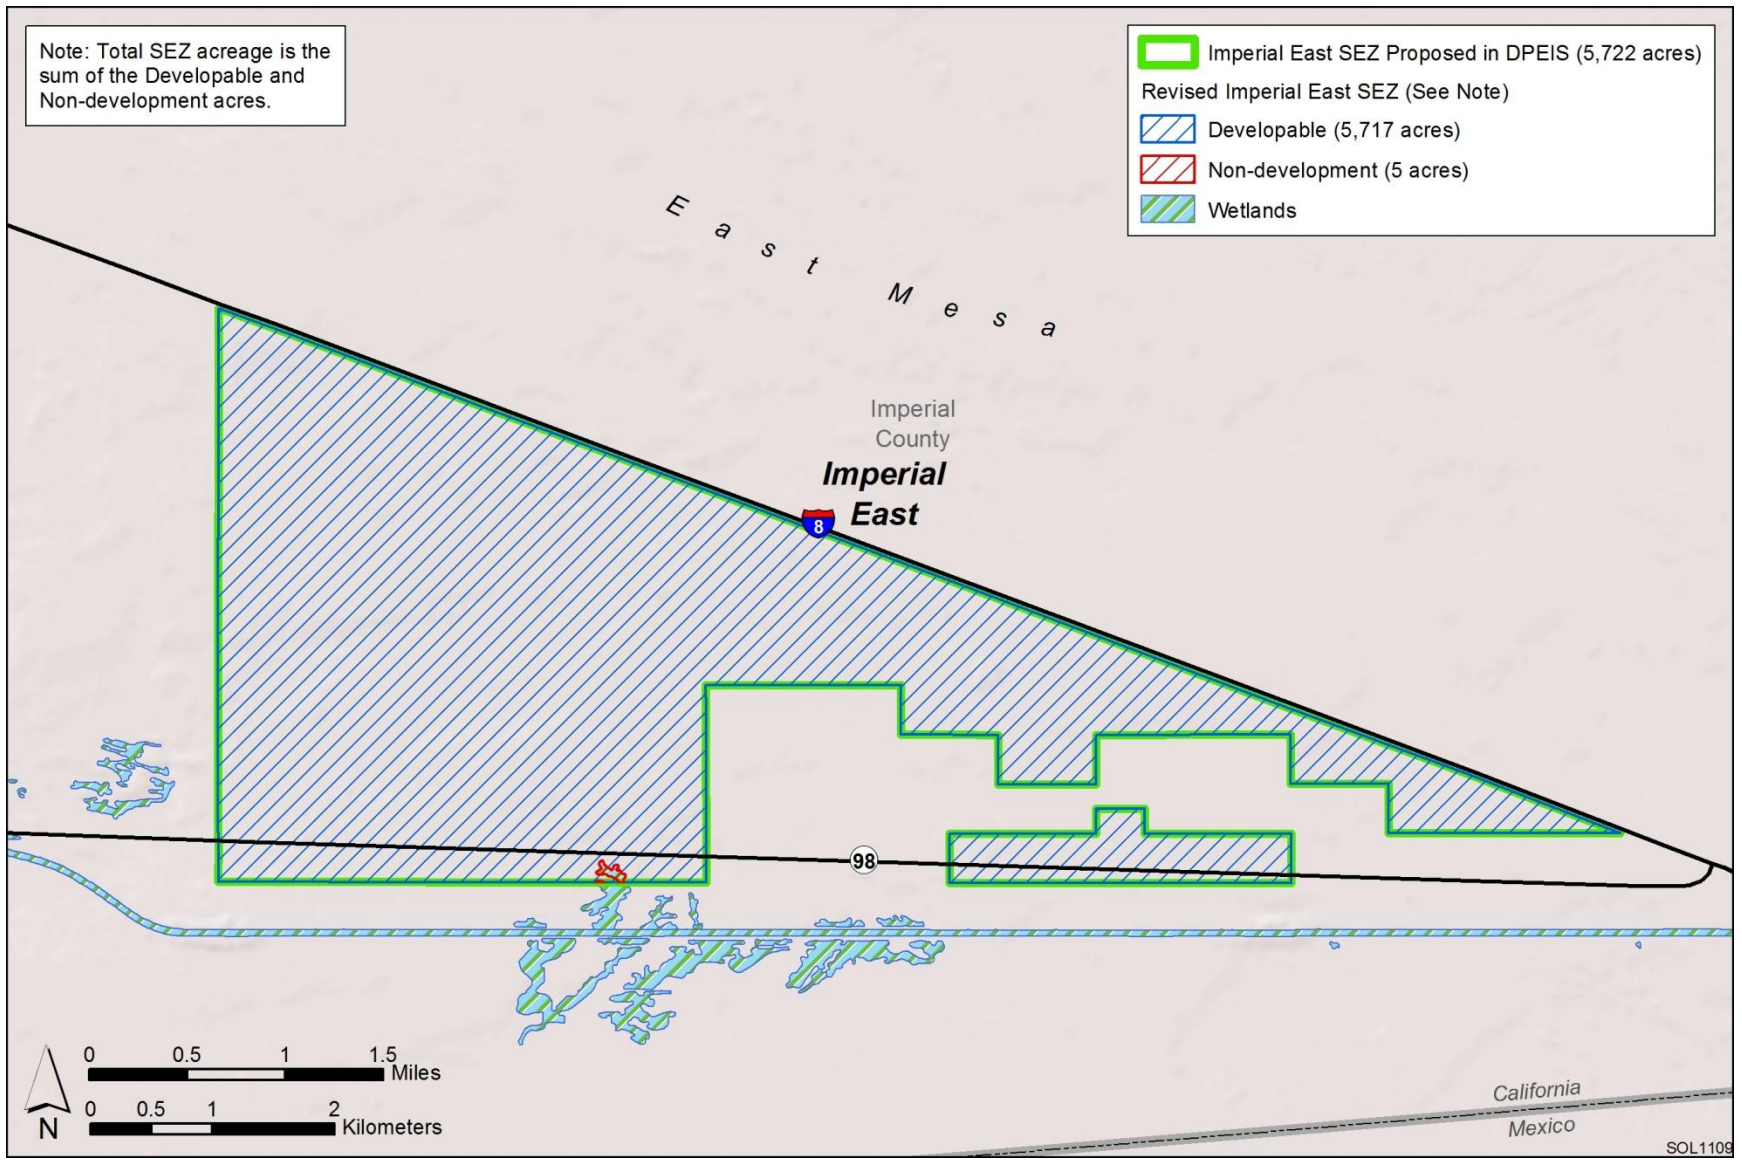 Note: Total SEZ acreage is the
sum of the Developable and
Non-development acres.
Imperial East SEZ Proposed in DPEIS (5,722 acres)
Revised Imperial East SEZ (See Note)
Developable (5,717 acres)
Non-development (5 acres)
Wetlands
East Mesa
Imperial
County
Imperial
East
8
98
0 0.5 1 1.5
Miles
0 0.5 1 2
Kilometers
N
California
Mexico
SOL1109